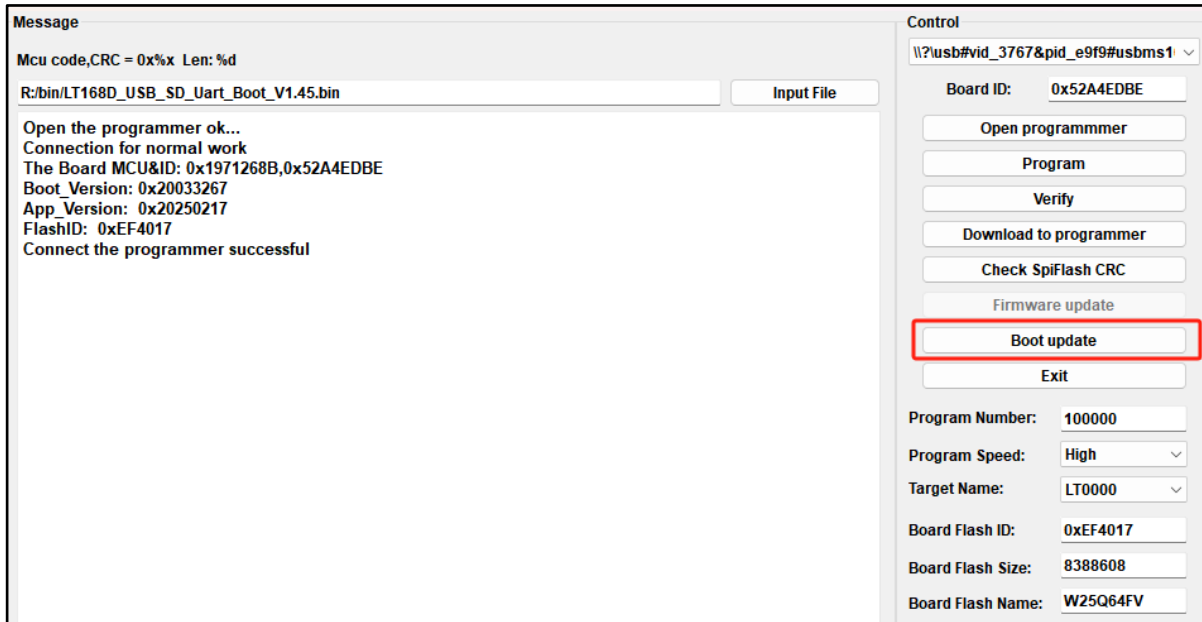 Message
Mcu code,CRC = 0x%x  Len: %d
R:/bin/LT168D_USB_SD_Uart_Boot_V1.45.bin
Input File
Open the programmer ok...
Connection for normal work
The Board MCU&ID: 0x1971268B,0x52A4EDBE
Boot_Version: 0x20033267
App_Version:  0x20250217
FlashID:  0xEF4017
Connect the programmer successful
Control
\\?\usb#vid_3767&pid_e9f9#usbms1
Board ID: 0x52A4EDBE
Open programmmer
Program
Verify
Download to programmer
Check SpiFlash CRC
Firmware update
Boot update
Exit
Program Number: 100000
Program Speed: High
Target Name: LT0000
Board Flash ID: 0xEF4017
Board Flash Size: 8388608
Board Flash Name: W25Q64FV